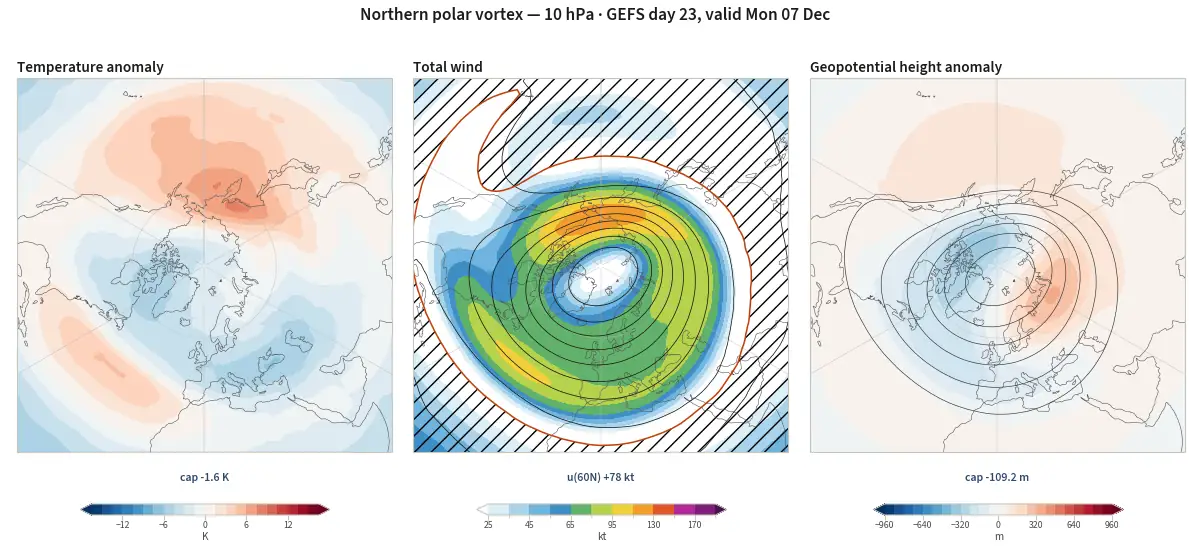 Northern polar vortex — 10 hPa · GEFS day 23, valid Mon 07 Dec
Temperature anomaly
Total wind
Geopotential height anomaly
cap -1.6 K
u(60N) +78 kt
cap -109.2 m
−12 −6 0 6 12
K
25 45 65 95 130 170
kt
−960 −640 −320 0 320 640 960
m